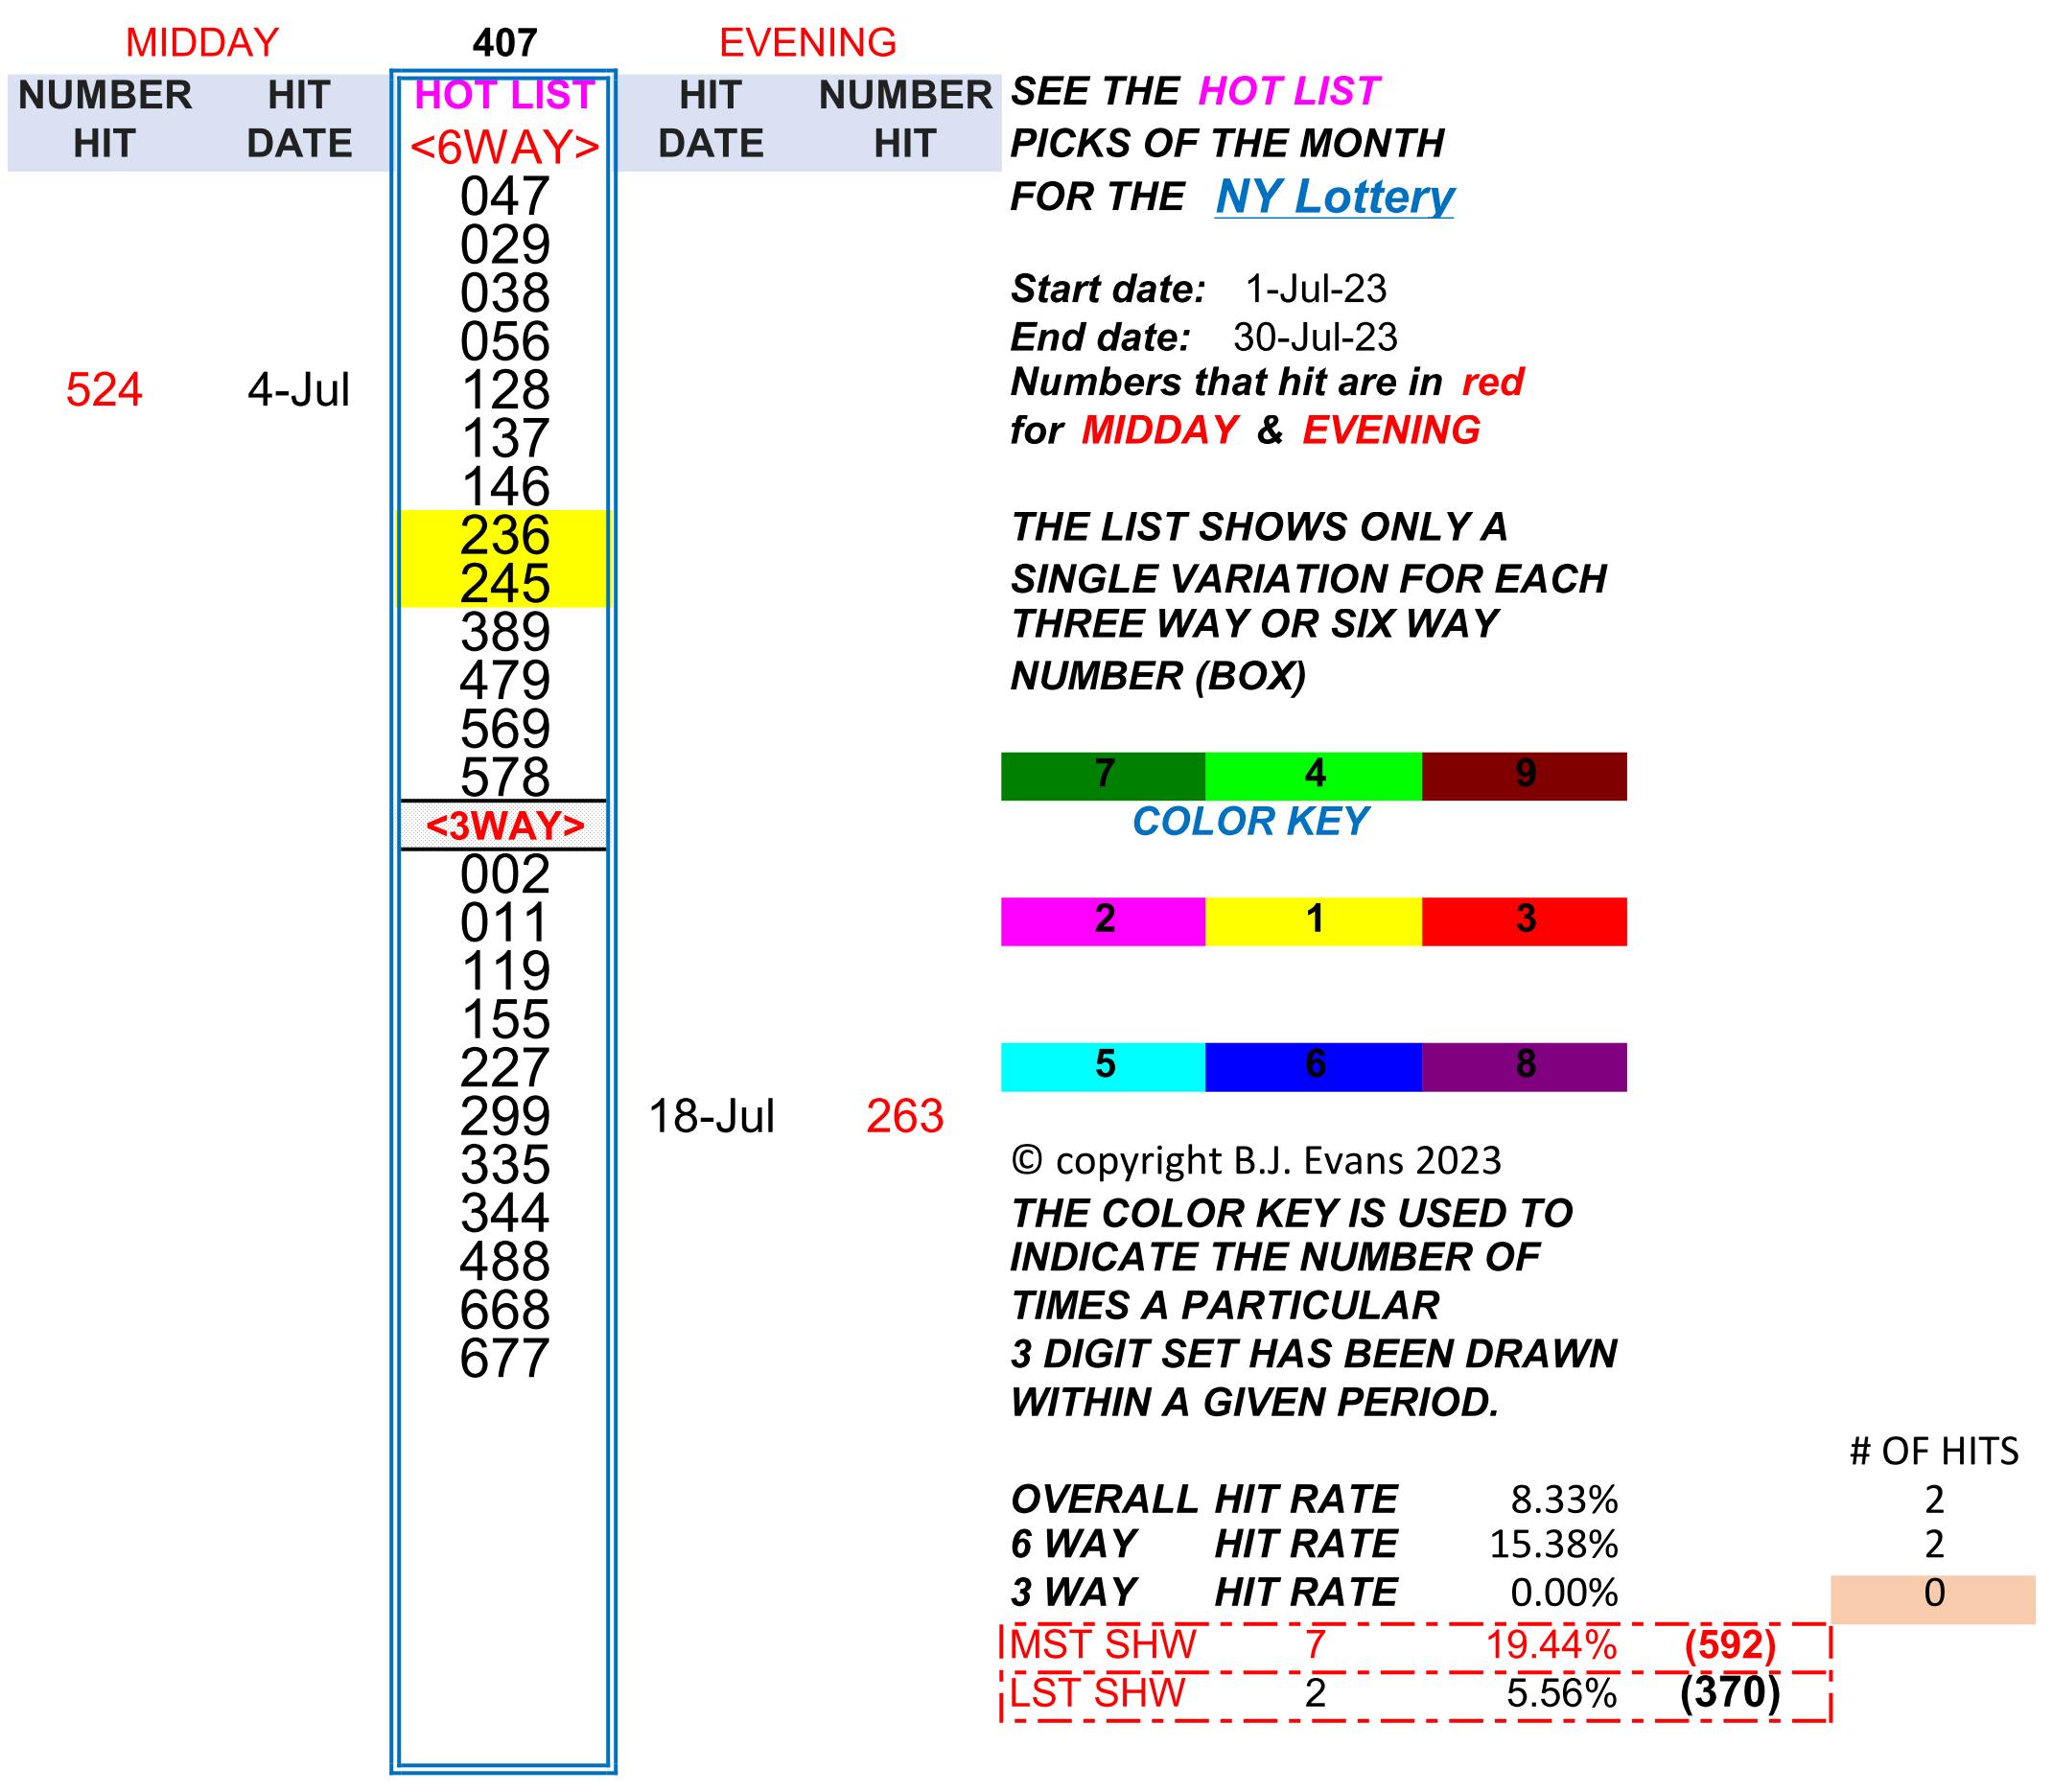 MIDDAY 407 EVENING
NUMBER HIT HOT LIST HIT NUMBER
HIT DATE <6WAY> DATE HIT
047
029
038
056
524 4-Jul 128
137
146
236
245
389
479
569
578
<3WAY>
002
011
119
155
227
299 18-Jul 263
335
344
488
668
677
SEE THE HOT LIST
PICKS OF THE MONTH
FOR THE NY Lottery
Start date: 1-Jul-23
End date: 30-Jul-23
Numbers that hit are in red
for MIDDAY & EVENING
THE LIST SHOWS ONLY A
SINGLE VARIATION FOR EACH
THREE WAY OR SIX WAY
NUMBER (BOX)
7 4 9
COLOR KEY
2 1 3
5 6 8
© copyright B.J. Evans 2023
THE COLOR KEY IS USED TO
INDICATE THE NUMBER OF
TIMES A PARTICULAR
3 DIGIT SET HAS BEEN DRAWN
WITHIN A GIVEN PERIOD.
# OF HITS
OVERALL HIT RATE 8.33% 2
6 WAY HIT RATE 15.38% 2
3 WAY HIT RATE 0.00% 0
MST SHW 7 19.44% (592)
LST SHW 2 5.56% (370)